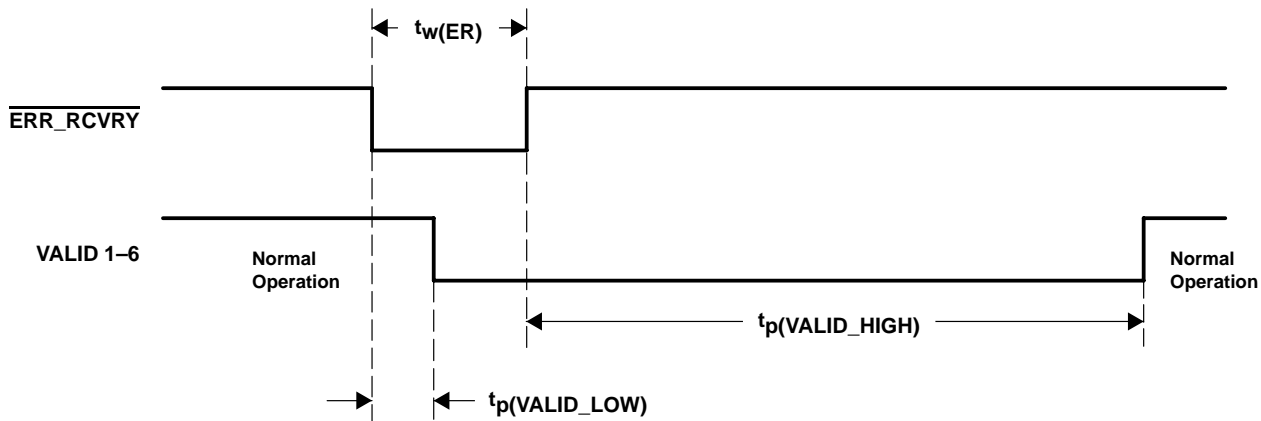 tw(ER)
ERR_RCVRY
VALID 1–6
Normal
Operation
Normal
Operation
tp(VALID_HIGH)
tp(VALID_LOW)